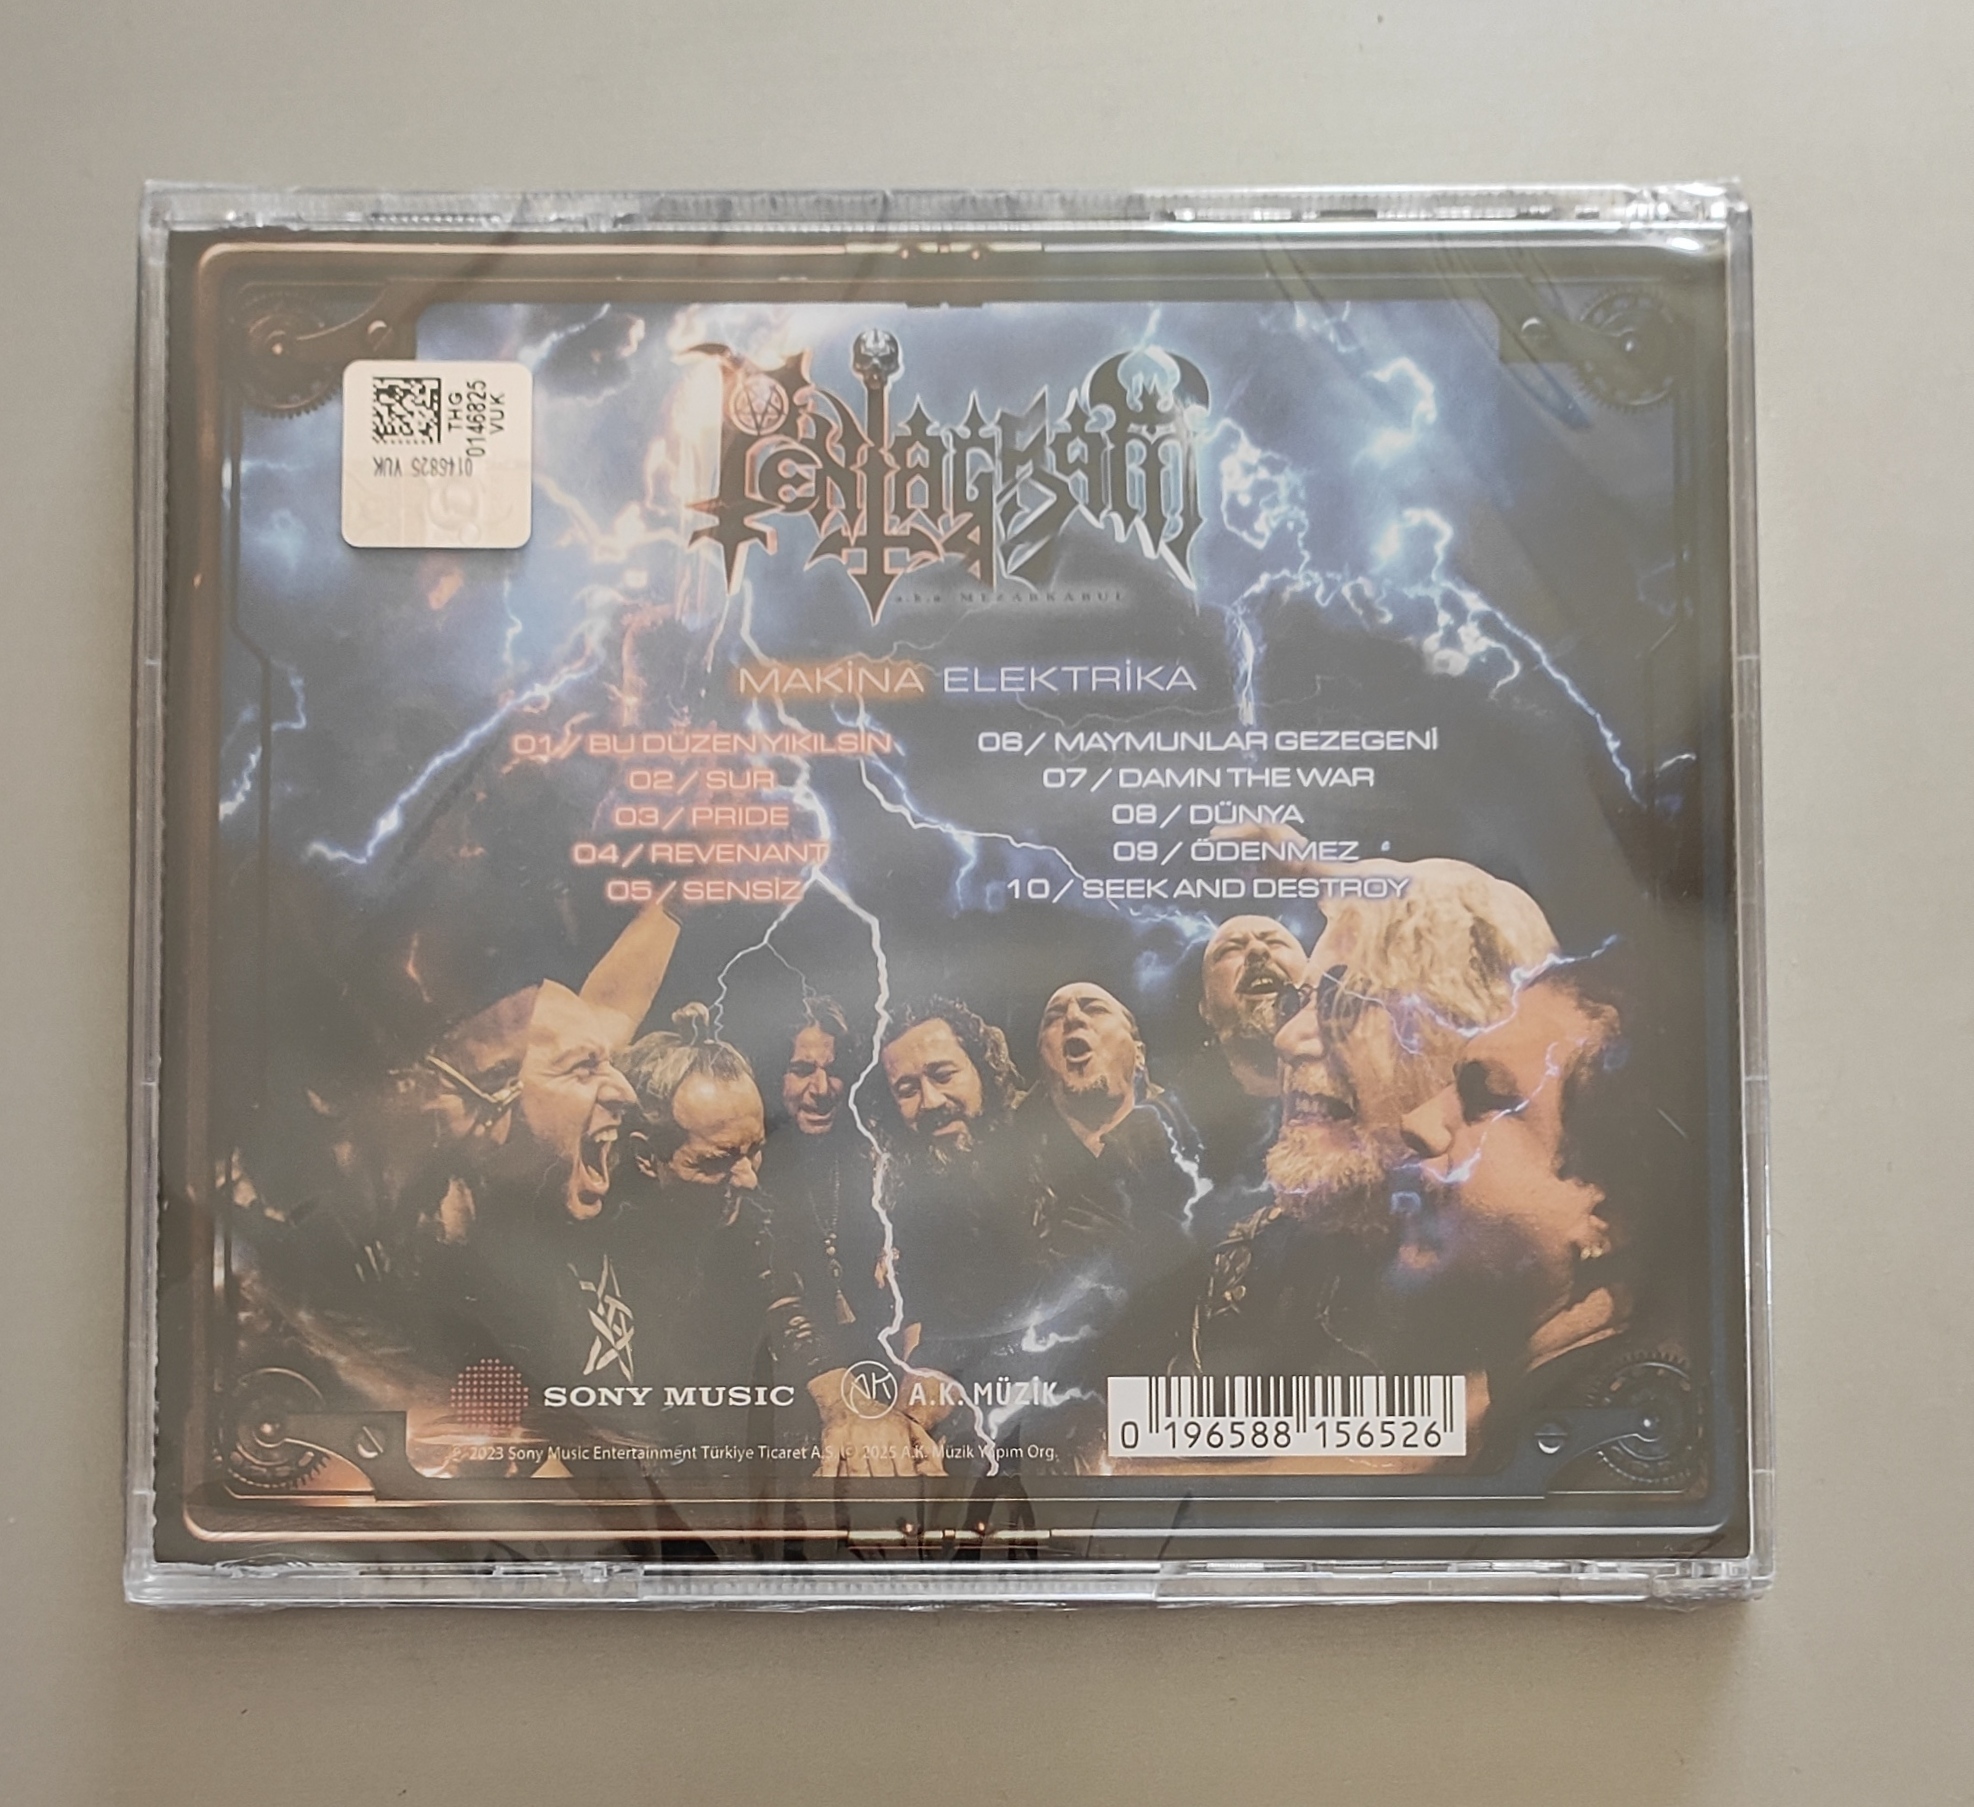 THG
0146825
VUK
0146825 VUK
Pentagram
a.k.a MEZARKABUL
MAKİNA ELEKTRİKA
01/ BU DÜZEN YIKILSIN
02/ SUR
03/ PRIDE
04/ REVENANT
05/ SENSİZ
06/ MAYMUNLAR GEZEGENİ
07/ DAMN THE WAR
08/ DÜNYA
09/ ÖDENMEZ
10/ SEEK AND DESTROY
SONY MUSIC
AK A.K. MÜZİK
℗ 2023 Sony Music Entertainment Türkiye Ticaret A.S. © 2025 A.K. Müzik Yapım Org.
0 196588 156526